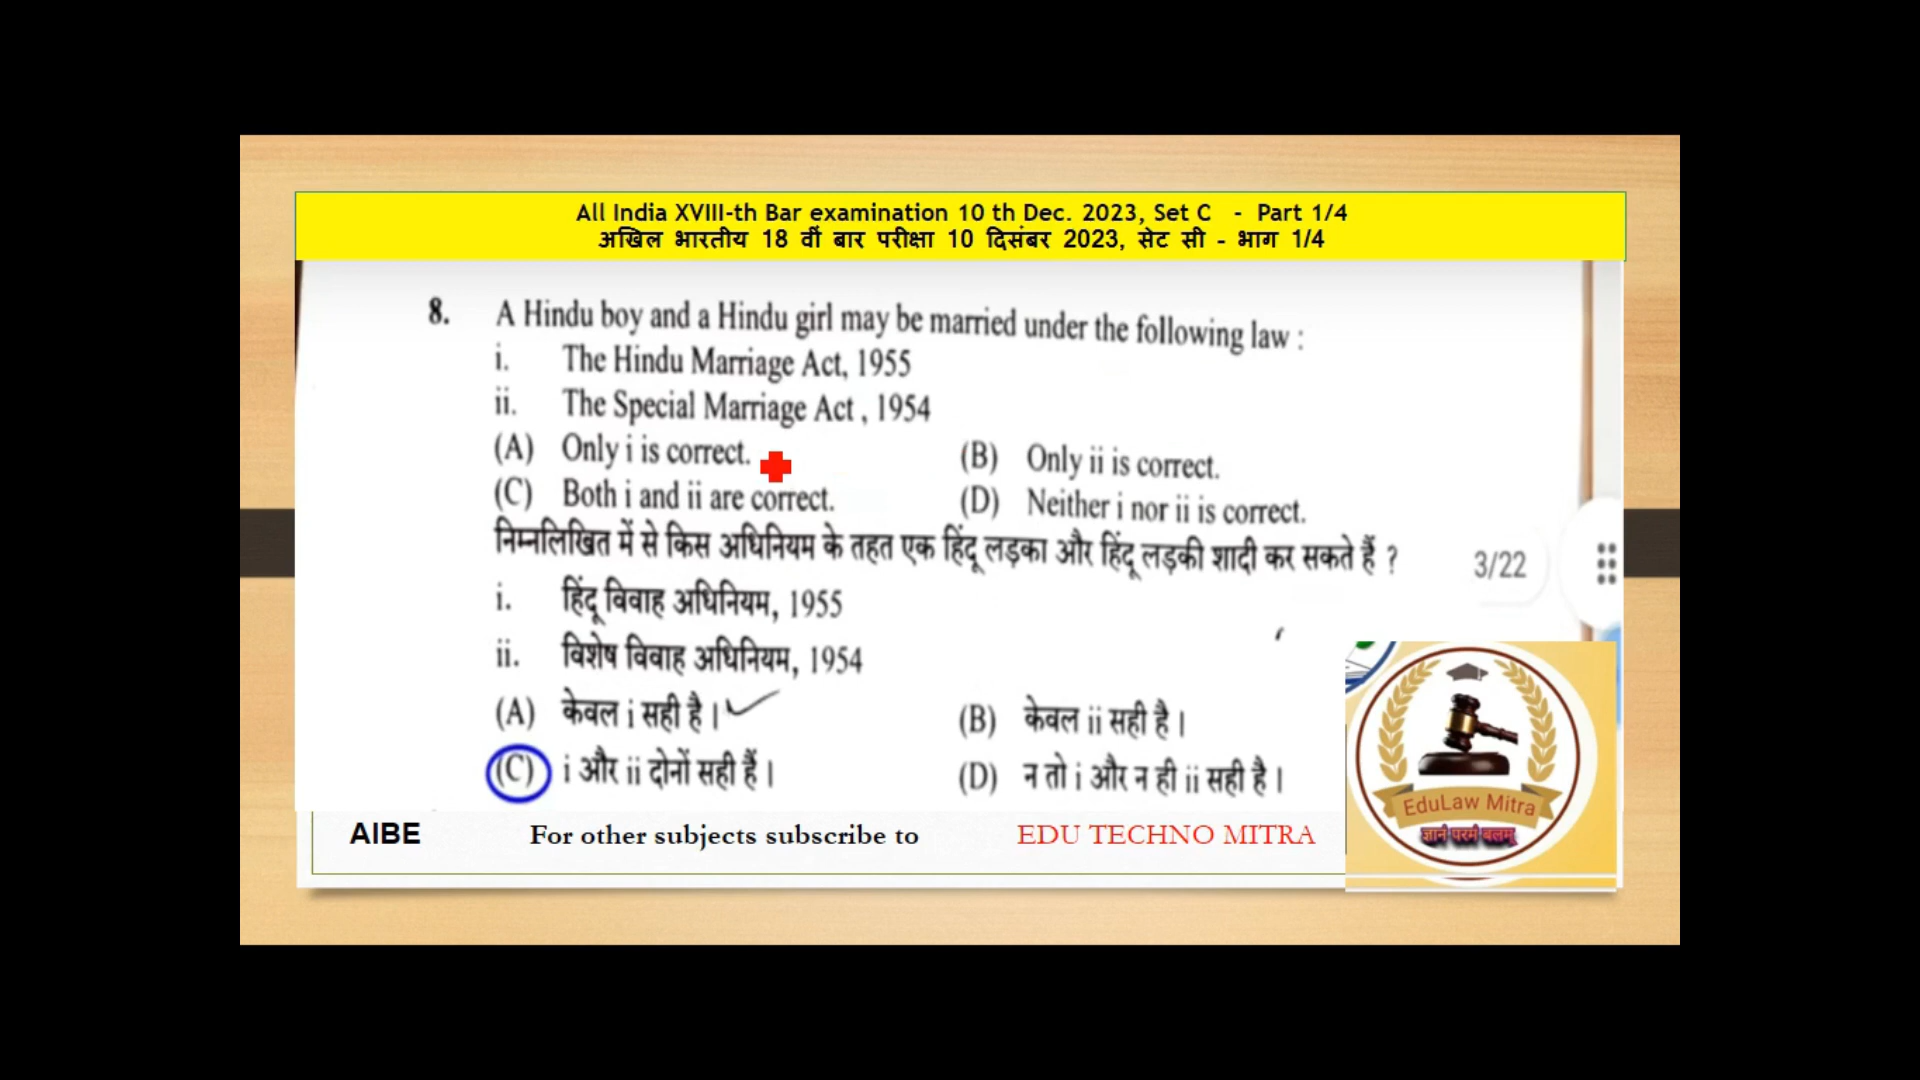 All India XVIII-th Bar examination 10 th Dec. 2023, Set C - Part 1/4
अखिल भारतीय 18 वीं बार परीक्षा 10 दिसंबर 2023, सेट सी - भाग 1/4
8. A Hindu boy and a Hindu girl may be married under the following law :
i. The Hindu Marriage Act, 1955
ii. The Special Marriage Act , 1954
(A) Only i is correct. (B) Only ii is correct.
(C) Both i and ii are correct. (D) Neither i nor ii is correct.
निम्नलिखित में से किस अधिनियम के तहत एक हिंदू लड़का और हिंदू लड़की शादी कर सकते हैं ?
3/22
i. हिंदू विवाह अधिनियम, 1955
ii. विशेष विवाह अधिनियम, 1954
(A) केवल i सही है। (B) केवल ii सही है।
(C) i और ii दोनों सही हैं। (D) न तो i और न ही ii सही है।
EduLaw Mitra
ज्ञानं परमं बलम्
AIBE For other subjects subscribe to EDU TECHNO MITRA